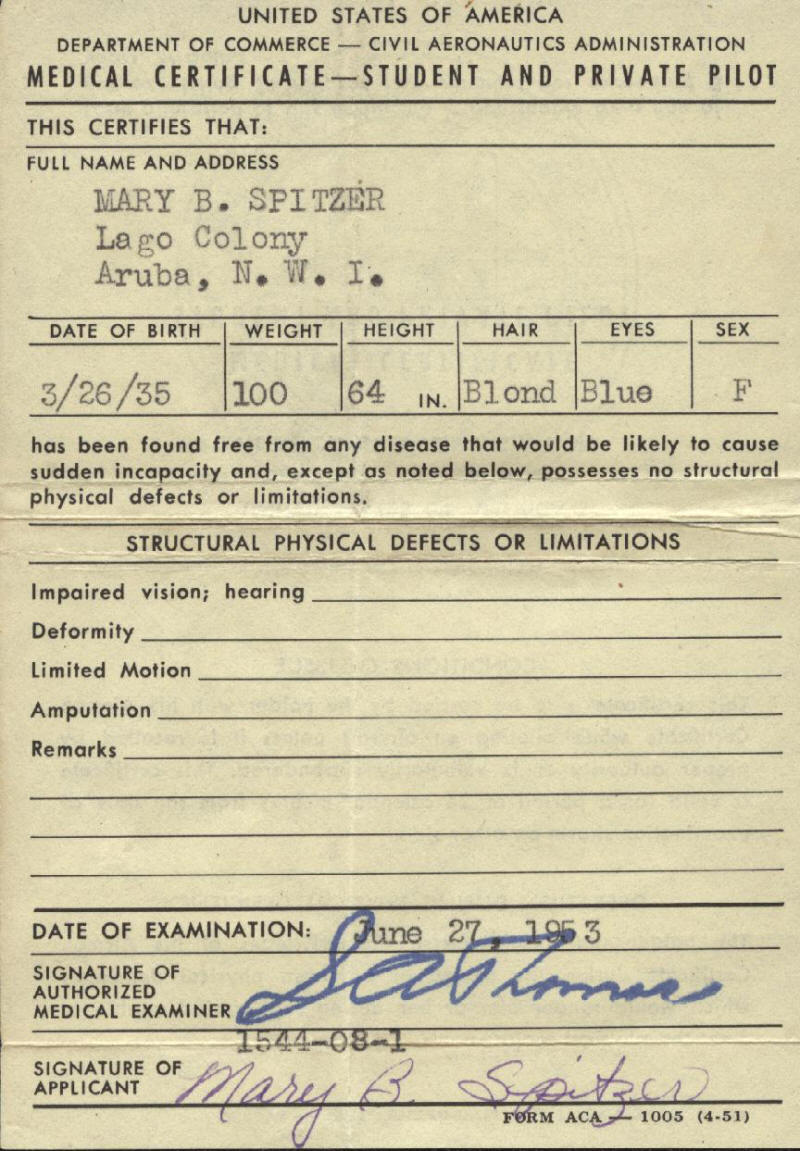 UNITED STATES OF AMERICA
DEPARTMENT OF COMMERCE — CIVIL AERONAUTICS ADMINISTRATION
MEDICAL CERTIFICATE—STUDENT AND PRIVATE PILOT
THIS CERTIFIES THAT:
FULL NAME AND ADDRESS
MARY B. SPITZER
Lago Colony
Aruba, N. W. I.
DATE OF BIRTH WEIGHT HEIGHT HAIR EYES SEX
3/26/35 100 64 IN. Blond Blue F
has been found free from any disease that would be likely to cause
sudden incapacity and, except as noted below, possesses no structural
physical defects or limitations.
STRUCTURAL PHYSICAL DEFECTS OR LIMITATIONS
Impaired vision; hearing
Deformity
Limited Motion
Amputation
Remarks
DATE OF EXAMINATION: June 27, 1953
SIGNATURE OF
AUTHORIZED
MEDICAL EXAMINER S A Thomas
1544-08-1
SIGNATURE OF
APPLICANT Mary B. Spitzer
FORM ACA — 1005 (4-51)